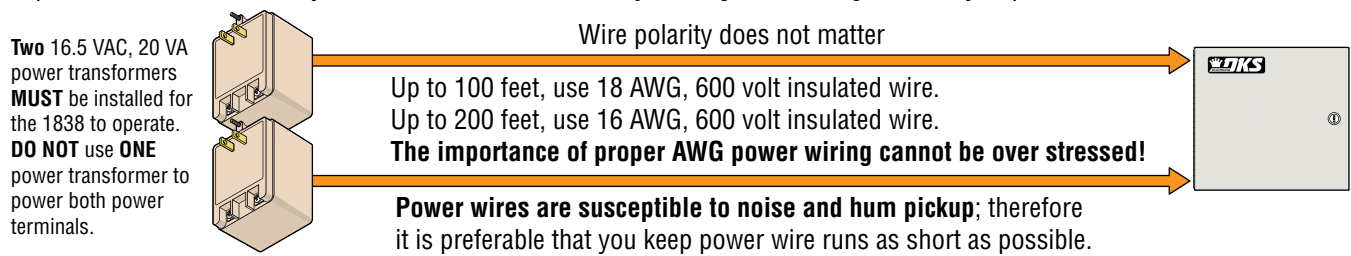 Wire polarity does not matter
Two 16.5 VAC, 20 VA
power transformers
MUST be installed for
the 1838 to operate.
DO NOT use ONE
power transformer to
power both power
terminals.
DKS
Up to 100 feet, use 18 AWG, 600 volt insulated wire.
Up to 200 feet, use 16 AWG, 600 volt insulated wire.
The importance of proper AWG power wiring cannot be over stressed!
Power wires are susceptible to noise and hum pickup; therefore
it is preferable that you keep power wire runs as short as possible.